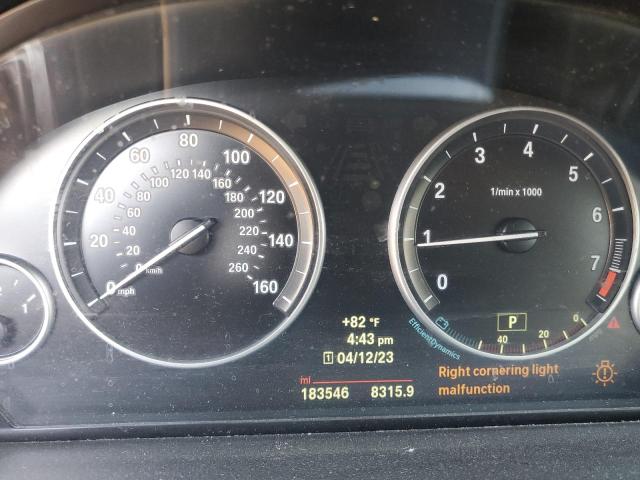 60 80 100
40 120
20 140
0 mph 160
100 120 140 160
80 180
60 200
40 220
20 240
0 km/h 260
3 4 5
2 6
1 7
0
1/min x 1000
1
+82 °F
4:43 pm
1 04/12/23
mi
183546 8315.9
P
40 20 0
EfficientDynamics
Right cornering light
malfunction